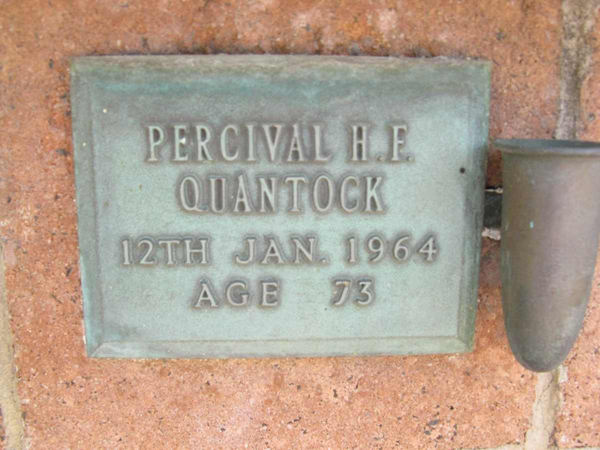 PERCIVAL H.F.
QUANTOCK
12TH JAN. 1964
AGE 73